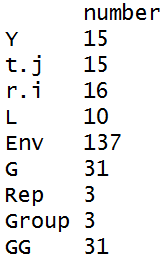 number
Y 15
t.j 15
r.i 16
L 10
Env 137
G 31
Rep 3
Group 3
GG 31